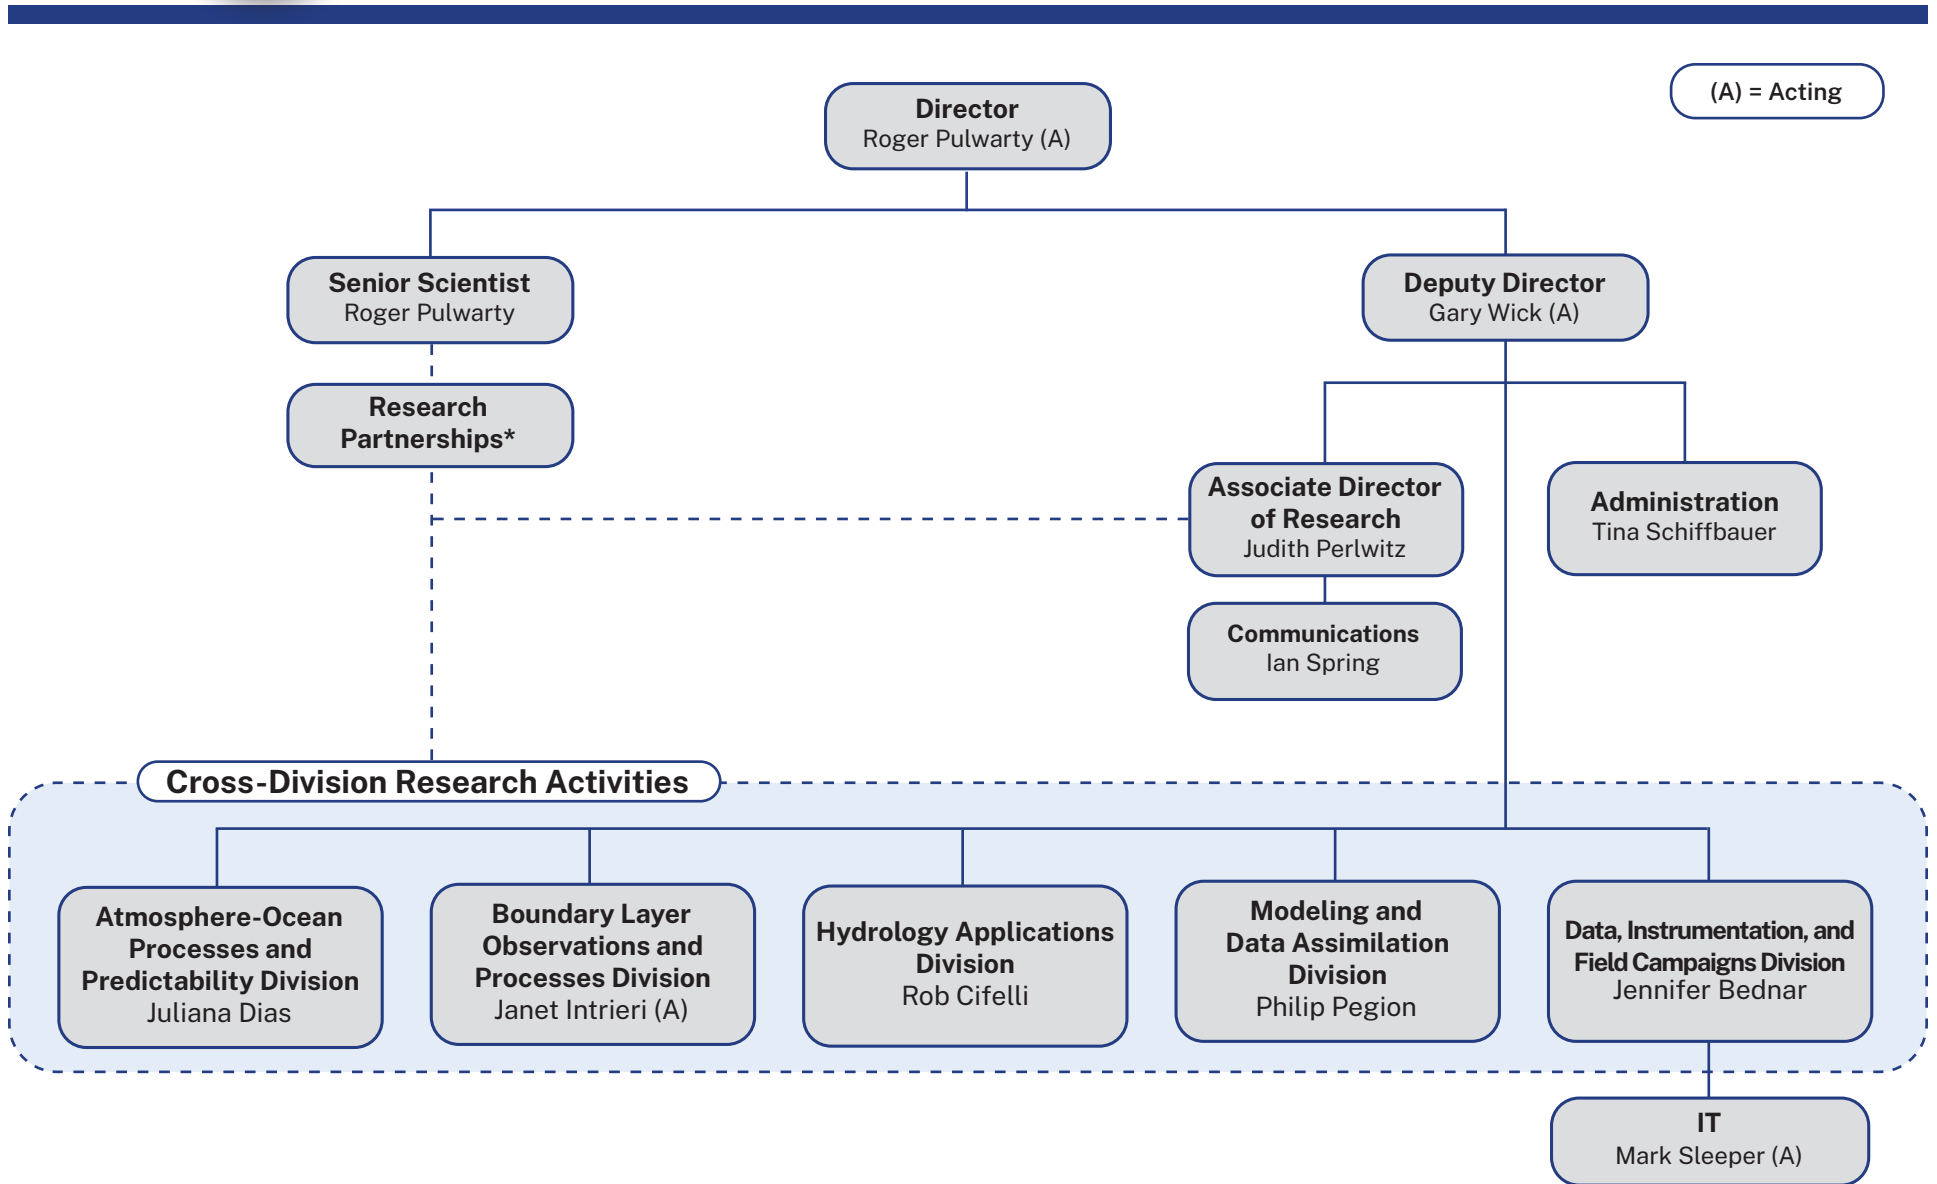 (A) = Acting
Director
Roger Pulwarty (A)
Senior Scientist
Roger Pulwarty
Deputy Director
Gary Wick (A)
Research
Partnerships*
Associate Director
of Research
Judith Perlwitz
Administration
Tina Schiffbauer
Communications
Ian Spring
Cross-Division Research Activities
Atmosphere-Ocean
Processes and
Predictability Division
Juliana Dias
Boundary Layer
Observations and
Processes Division
Janet Intrieri (A)
Hydrology Applications
Division
Rob Cifelli
Modeling and
Data Assimilation
Division
Philip Pegion
Data, Instrumentation, and
Field Campaigns Division
Jennifer Bednar
IT
Mark Sleeper (A)